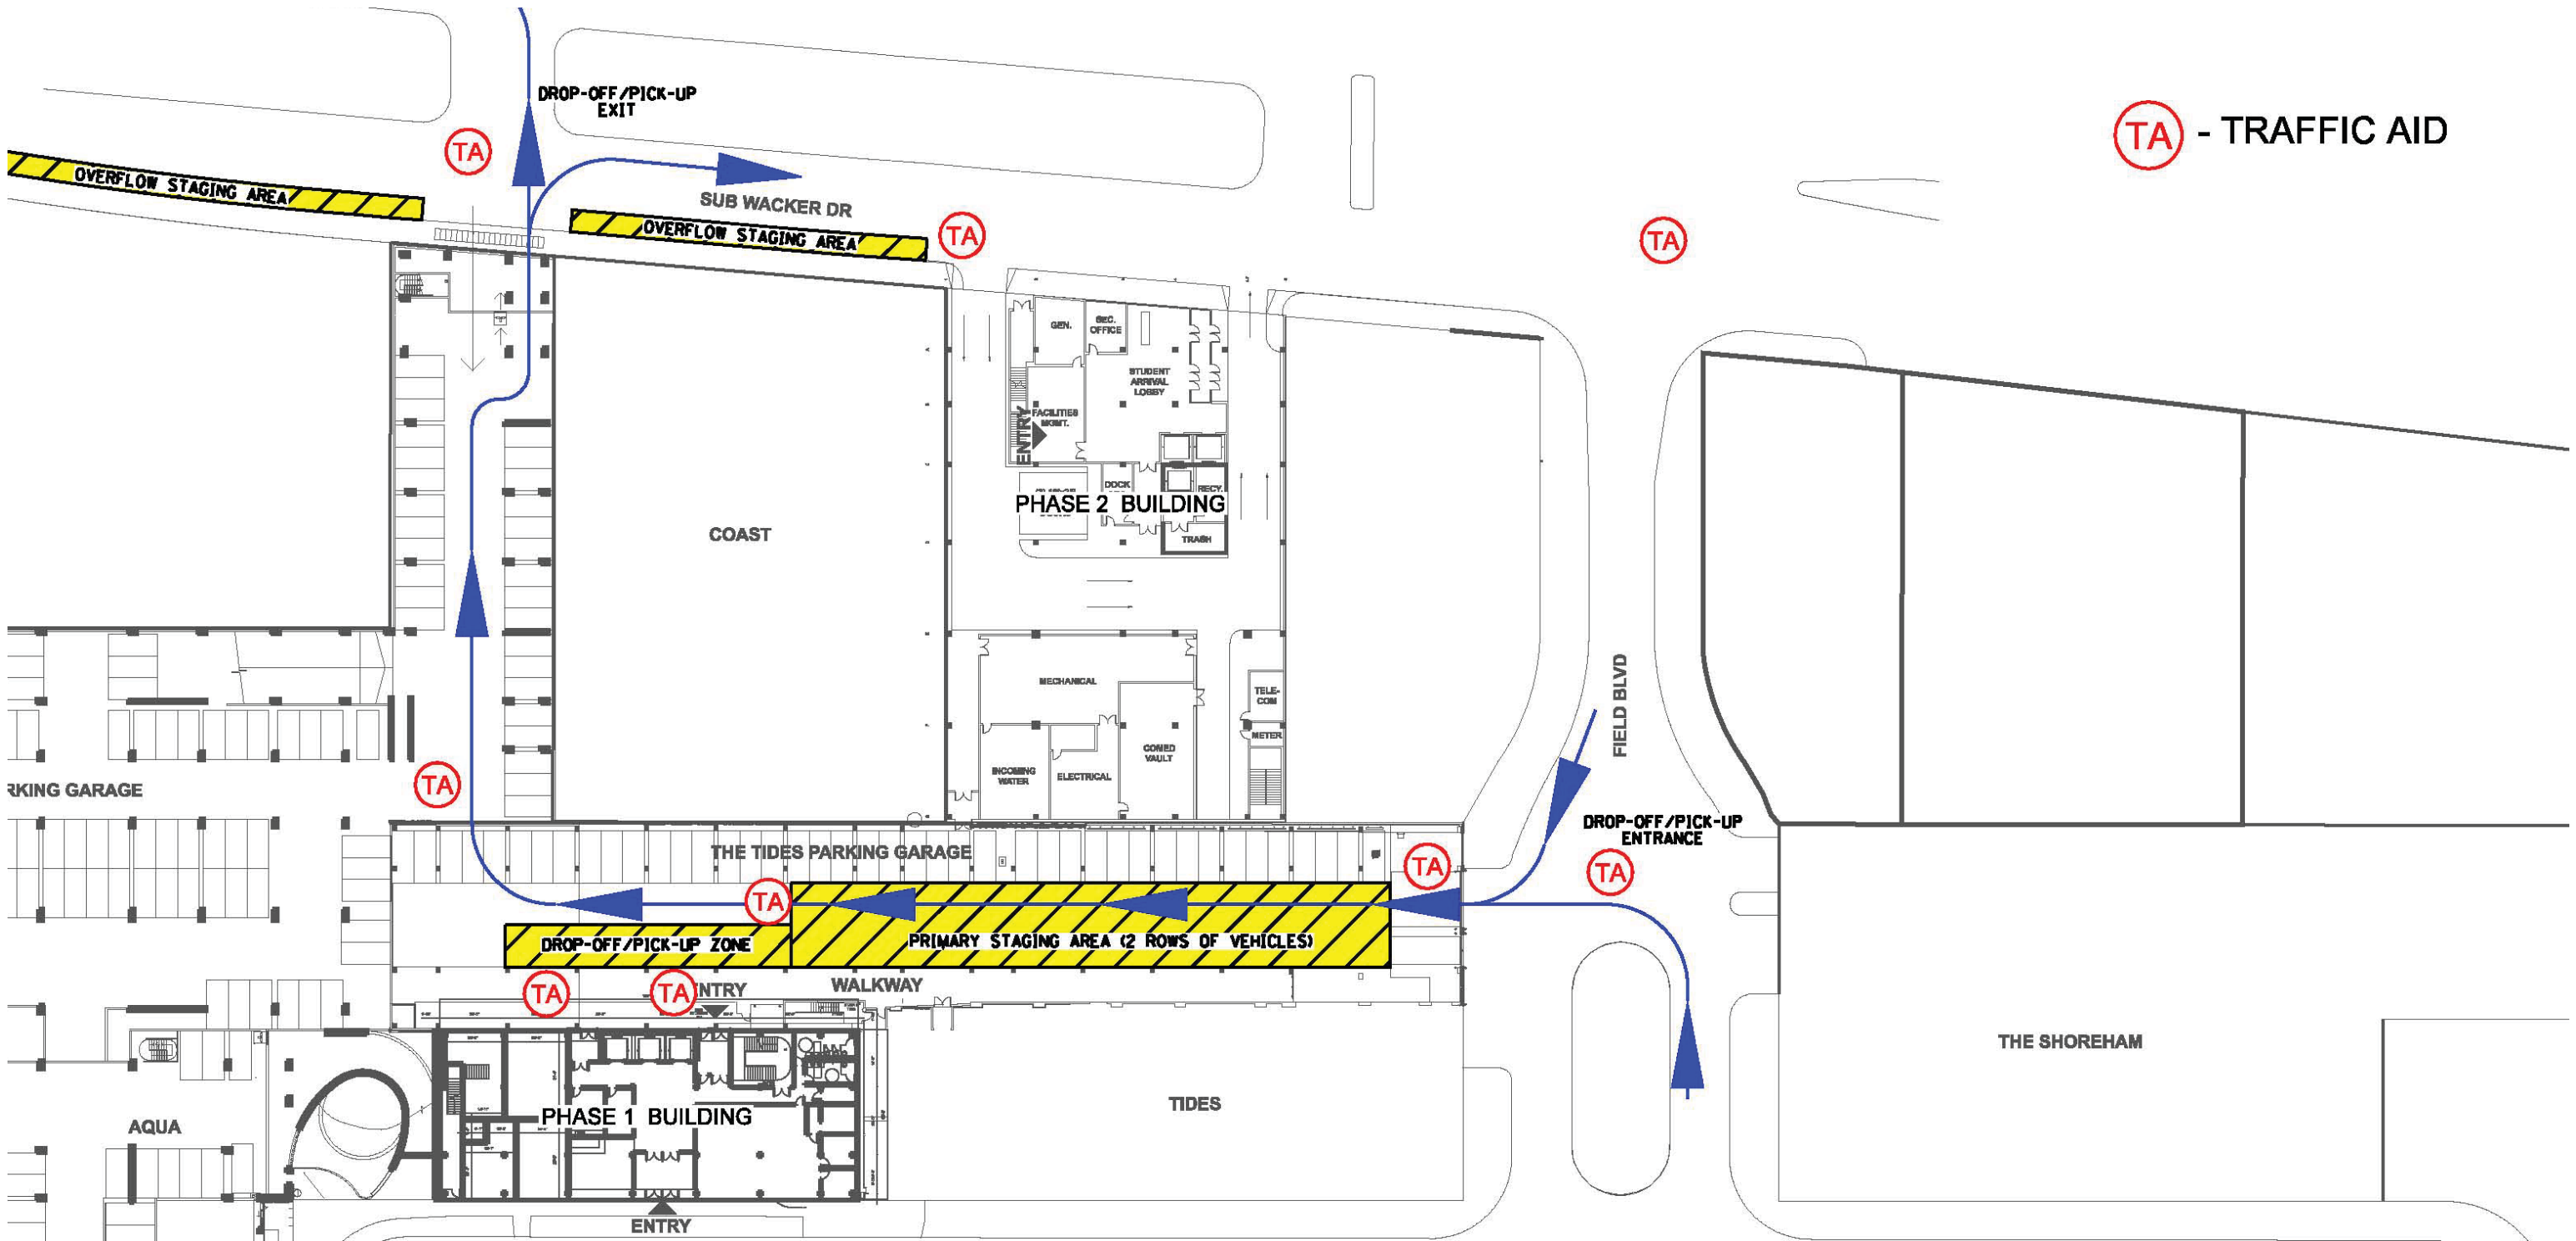 DROP-OFF/PICK-UP
EXIT
TA
TA - TRAFFIC AID
OVERFLOW STAGING AREA
SUB WACKER DR
OVERFLOW STAGING AREA
TA
TA
GEN.
SEC.
OFFICE
STUDENT
ARRIVAL
LOBBY
FACILITIES
MGMT.
ENTRY
DOCK
RECY.
PHASE 2 BUILDING
TRASH
COAST
MECHANICAL
TELE-
COM
METER
COMED
VAULT
INCOMING
WATER
ELECTRICAL
FIELD BLVD
TA
RKING GARAGE
DROP-OFF/PICK-UP
ENTRANCE
THE TIDES PARKING GARAGE
TA
TA
TA
DROP-OFF/PICK-UP ZONE
PRIMARY STAGING AREA (2 ROWS OF VEHICLES)
TA
TA
NTRY
WALKWAY
THE SHOREHAM
TIDES
PHASE 1 BUILDING
AQUA
ENTRY